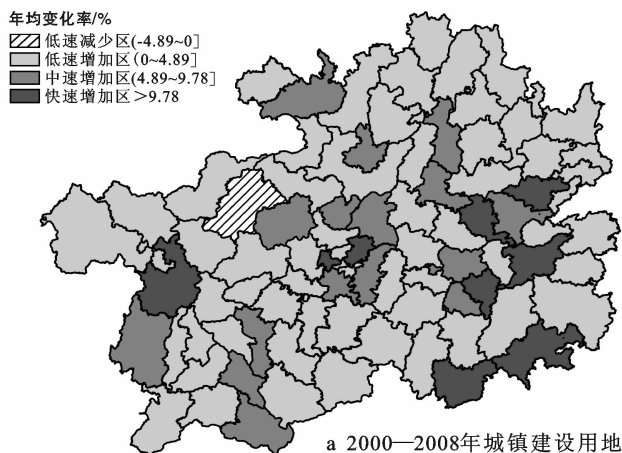 年均变化率/%
低速减少区(-4.89~0]
低速增加区(0~4.89]
中速增加区(4.89~9.78]
快速增加区>9.78
a 2000—2008年城镇建设用地